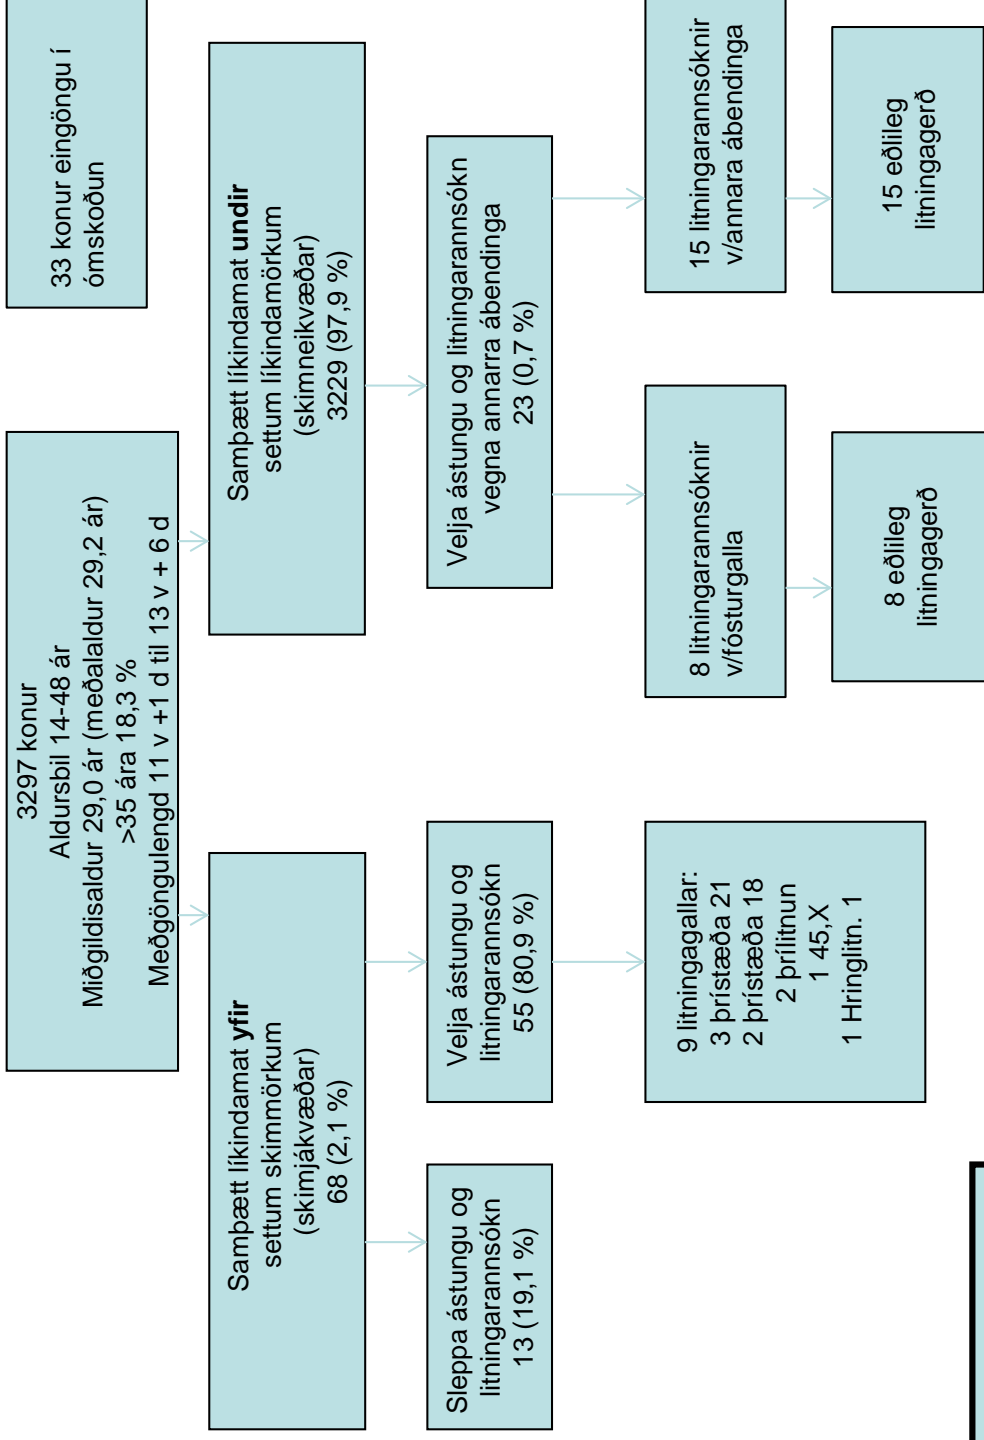 3297 konur
Aldursbil 14-48 ár
Miðgildisaldur 29,0 ár (meðalaldur 29,2 ár)
>35 ára 18,3 %
Meðgöngulengd 11 v +1 d til 13 v + 6 d
33 konur eingöngu í
ómskoðun
Samþætt líkindamat yfir
settum skimmörkum
(skimjákvæðar)
68 (2,1 %)
Samþætt líkindamat undir
settum líkindamörkum
(skimneikvæðar)
3229 (97,9 %)
Sleppa ástungu og
litningarannsókn
13 (19,1 %)
Velja ástungu og
litningarannsókn
55 (80,9 %)
Velja ástungu og litningarannsókn
vegna annarra ábendinga
23 (0,7 %)
9 litningagallar:
3 þrístæða 21
2 þrístæða 18
2 þrílitnun
1 45,X
1 Hringlitn. 1
8 litningarannsóknir
v/fósturgalla
15 litningarannsóknir
v/annara ábendinga
8 eðlileg
litningagerð
15 eðlileg
litningagerð